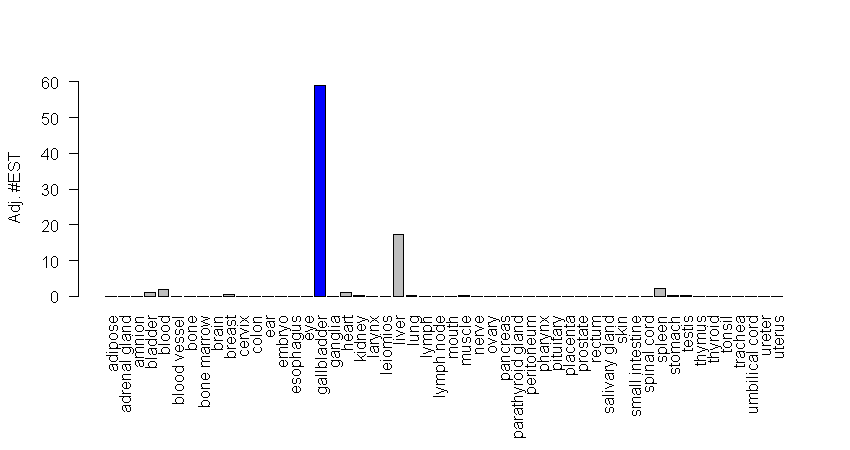 Adj. #EST
60
50
40
30
20
10
0
adipose
adrenal gland
amnion
bladder
blood
blood vessel
bone
bone marrow
brain
breast
cervix
colon
ear
embryo
esophagus
eye
gallbladder
ganglia
heart
kidney
larynx
leiomios
liver
lung
lymph
lymph node
mouth
muscle
nerve
ovary
pancreas
parathyroid gland
peritoneum
pharynx
pituitary
placenta
prostate
rectum
salivary gland
skin
small intestine
spinal cord
spleen
stomach
testis
thymus
thyroid
tonsil
trachea
umbilical cord
ureter
uterus